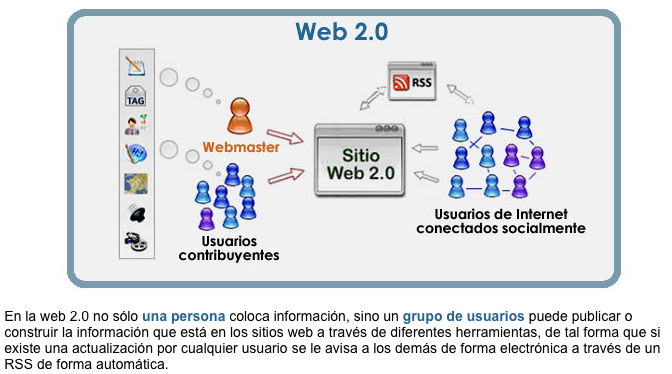 Web 2.0
TAG
RSS
Webmaster
Sitio
Web 2.0
Usuarios
contribuyentes
Usuarios de Internet
conectados socialmente
En la web 2.0 no sólo una persona coloca información, sino un grupo de usuarios puede publicar o
construir la información que está en los sitios web a través de diferentes herramientas, de tal forma que si
existe una actualización por cualquier usuario se le avisa a los demás de forma electrónica a través de un
RSS de forma automática.